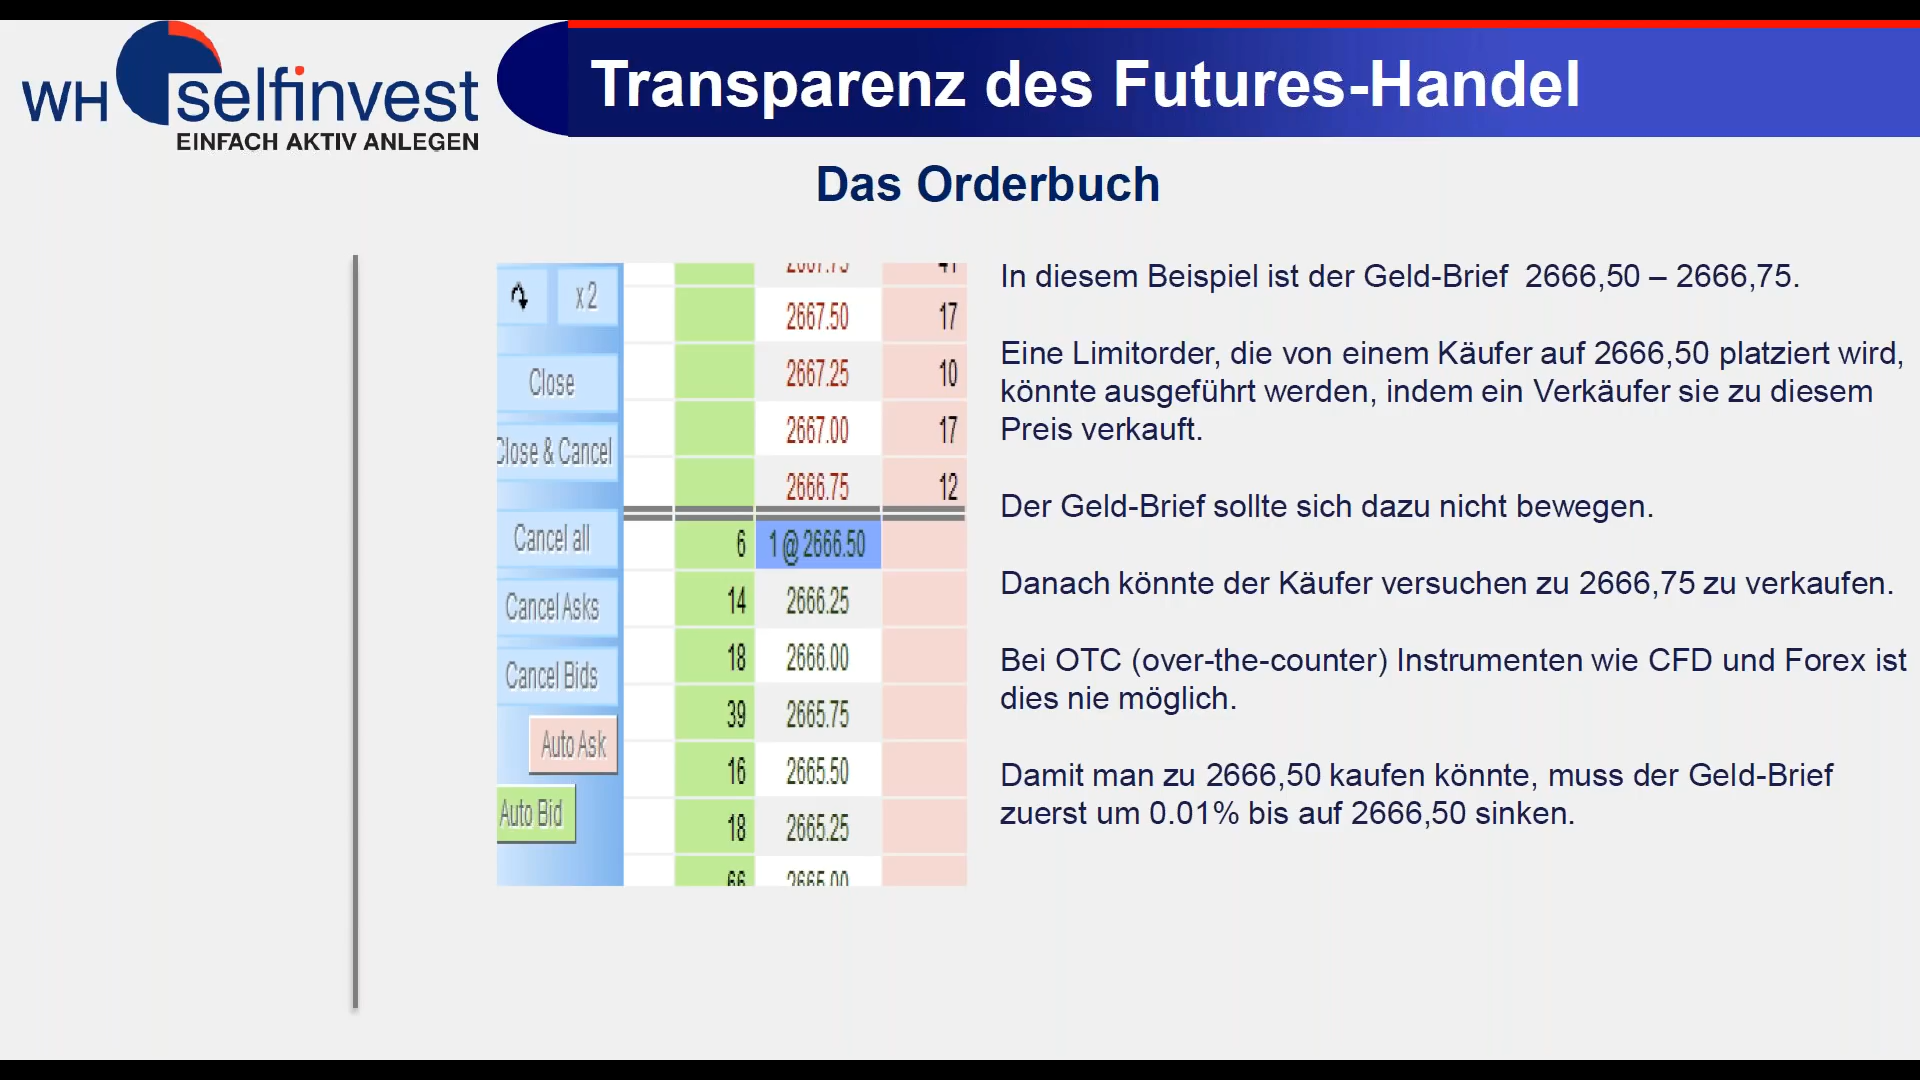 WH selfinvest
EINFACH AKTIV ANLEGEN
Transparenz des Futures-Handel
Das Orderbuch
x 2
Close
Close & Cancel
Cancel all
Cancel Asks
Cancel Bids
Auto Ask
Auto Bid
2667.75 41
2667.50 17
2667.25 10
2667.00 17
2666.75 12
6 1 @ 2666.50
14 2666.25
18 2666.00
39 2665.75
16 2665.50
18 2665.25
66 2665.00
In diesem Beispiel ist der Geld-Brief 2666,50 – 2666,75.
Eine Limitorder, die von einem Käufer auf 2666,50 platziert wird,
könnte ausgeführt werden, indem ein Verkäufer sie zu diesem
Preis verkauft.
Der Geld-Brief sollte sich dazu nicht bewegen.
Danach könnte der Käufer versuchen zu 2666,75 zu verkaufen.
Bei OTC (over-the-counter) Instrumenten wie CFD und Forex ist
dies nie möglich.
Damit man zu 2666,50 kaufen könnte, muss der Geld-Brief
zuerst um 0.01% bis auf 2666,50 sinken.